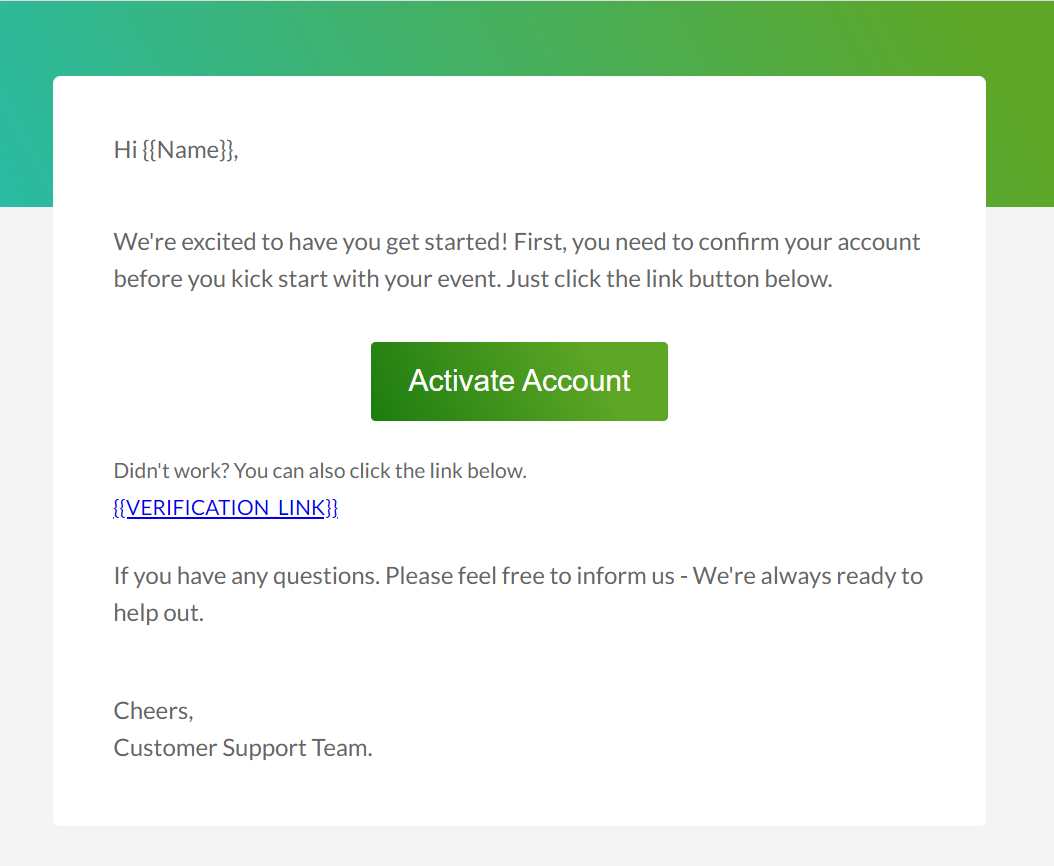 Hi {{Name}},
We're excited to have you get started! First, you need to confirm your account
before you kick start with your event. Just click the link button below.
Activate Account
Didn't work? You can also click the link below.
{{VERIFICATION_LINK}}
If you have any questions. Please feel free to inform us - We're always ready to
help out.
Cheers,
Customer Support Team.